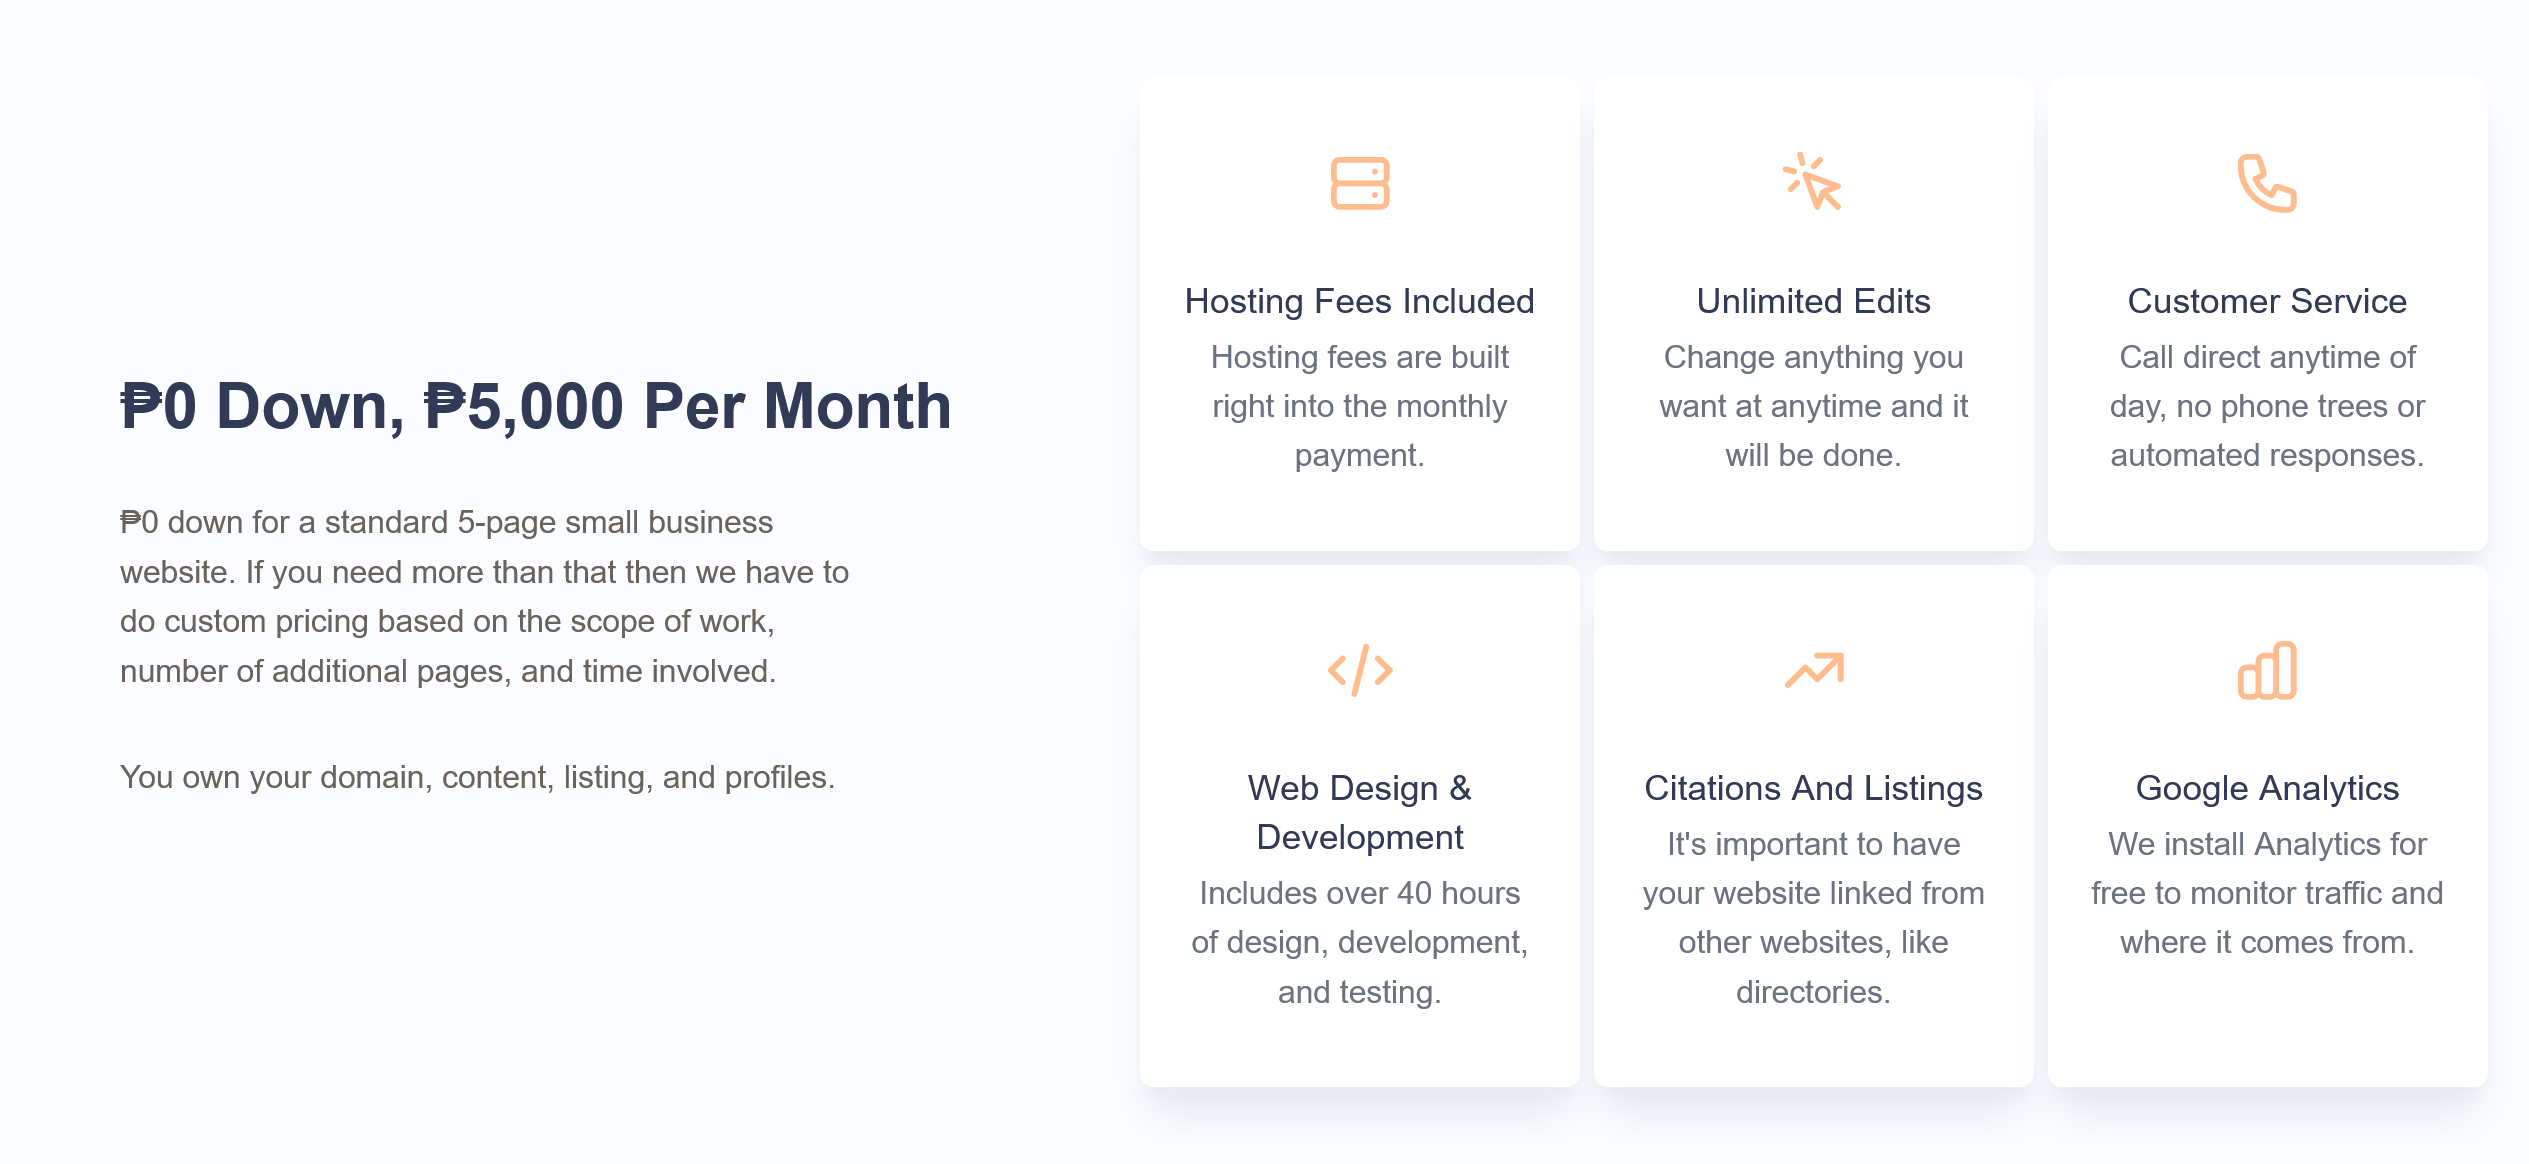 ₱0 Down, ₱5,000 Per Month
₱0 down for a standard 5-page small business
website. If you need more than that then we have to
do custom pricing based on the scope of work,
number of additional pages, and time involved.
You own your domain, content, listing, and profiles.
Hosting Fees Included
Hosting fees are built
right into the monthly
payment.
Unlimited Edits
Change anything you
want at anytime and it
will be done.
Customer Service
Call direct anytime of
day, no phone trees or
automated responses.
Web Design &
Development
Includes over 40 hours
of design, development,
and testing.
Citations And Listings
It's important to have
your website linked from
other websites, like
directories.
Google Analytics
We install Analytics for
free to monitor traffic and
where it comes from.